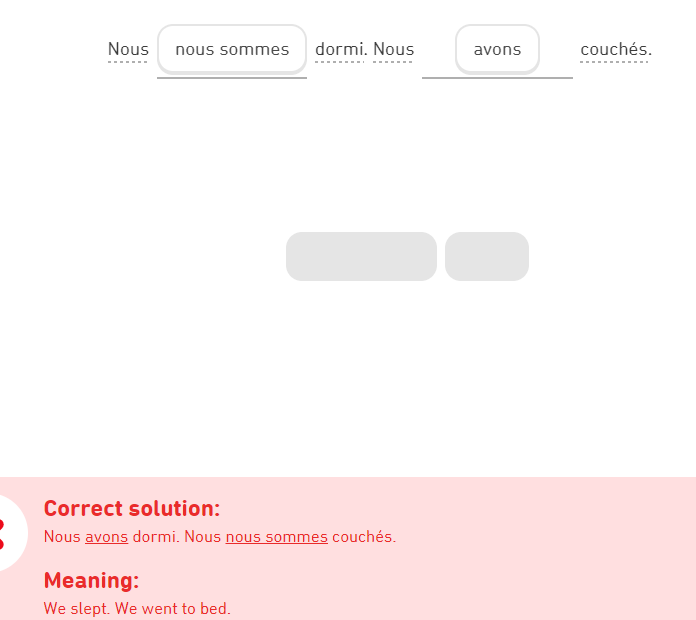 Nous nous sommes dormi. Nous avons couchés.
Correct solution:
Nous avons dormi. Nous nous sommes couchés.
Meaning:
We slept. We went to bed.